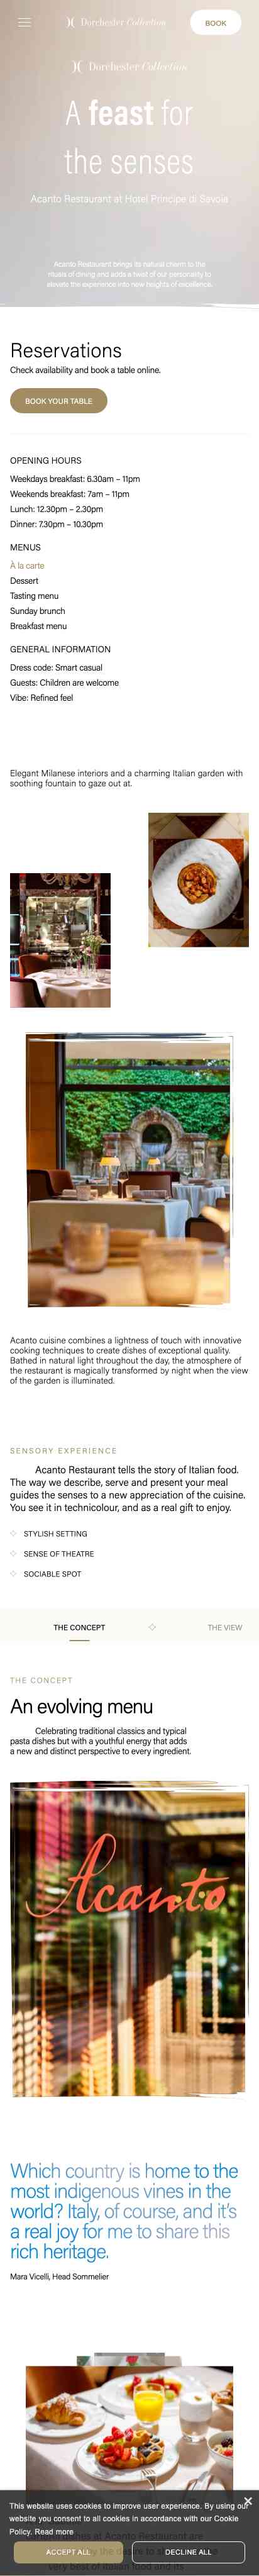 Dorchester Collection
BOOK
Dorchester Collection
A feast for
the senses
Acanto Restaurant at Hotel Principe di Savoia
Acanto Restaurant brings its natural charm to the
rituals of dining and adds a twist of our personality to
elevate the experience into new heights of excellence.
Reservations
Check availability and book a table online.
BOOK YOUR TABLE
OPENING HOURS
Weekdays breakfast: 6.30am – 11pm
Weekends breakfast: 7am – 11pm
Lunch: 12.30pm – 2.30pm
Dinner: 7.30pm – 10.30pm
MENUS
À la carte
Dessert
Tasting menu
Sunday brunch
Breakfast menu
GENERAL INFORMATION
Dress code: Smart casual
Guests: Children are welcome
Vibe: Refined feel
Elegant Milanese interiors and a charming Italian garden with
soothing fountain to gaze out at.
Acanto cuisine combines a lightness of touch with innovative
cooking techniques to create dishes of exceptional quality.
Bathed in natural light throughout the day, the atmosphere of
the restaurant is magically transformed by night when the view
of the garden is illuminated.
SENSORY EXPERIENCE
Acanto Restaurant tells the story of Italian food.
The way we describe, serve and present your meal
guides the senses to a new appreciation of the cuisine.
You see it in technicolour, and as a real gift to enjoy.
STYLISH SETTING
SENSE OF THEATRE
SOCIABLE SPOT
THE CONCEPT
THE VIEW
THE CONCEPT
An evolving menu
Celebrating traditional classics and typical
pasta dishes but with a youthful energy that adds
a new and distinct perspective to every ingredient.
Acanto
Which country is home to the
most indigenous vines in the
world? Italy, of course, and it's
a real joy for me to share this
rich heritage.
Mara Vicelli, Head Sommelier
This website uses cookies to improve user experience. By using our
website you consent to all cookies in accordance with our Cookie
Policy. Read more
dishes at Acanto Restaurant are
ACCEPT ALL
DECLINE ALL
very best of Italian food and its